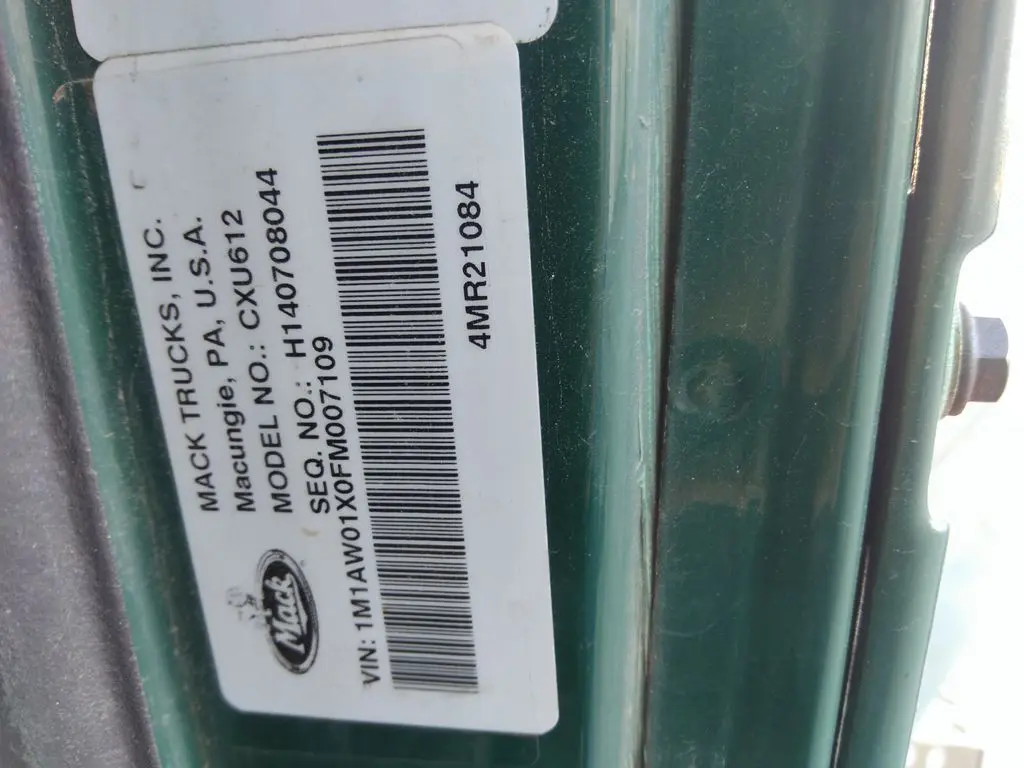 MACK TRUCKS, INC.
Macungie, PA, U.S.A.
MODEL NO.: CXU612
SEQ. NO.: H140708044
VIN: 1M1AW01X0FM007109
4MR21084
Mack